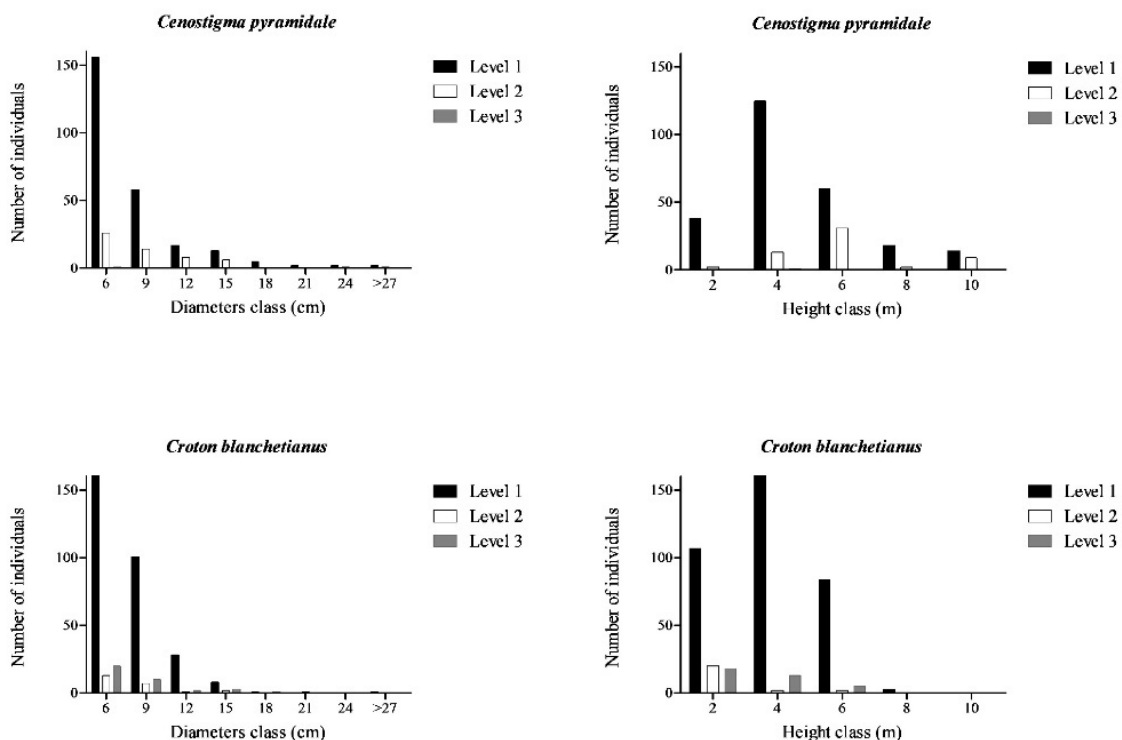 Cenostigma pyramidale
Number of individuals
150
100
50
0
6 9 12 15 18 21 24 >27
Diameters class (cm)
Level 1
Level 2
Level 3
Cenostigma pyramidale
Number of individuals
150
100
50
0
2 4 6 8 10
Height class (m)
Level 1
Level 2
Level 3
Croton blanchetianus
Number of individuals
150
100
50
0
6 9 12 15 18 21 24 >27
Diameters class (cm)
Level 1
Level 2
Level 3
Croton blanchetianus
Number of individuals
150
100
50
0
2 4 6 8 10
Height class (m)
Level 1
Level 2
Level 3